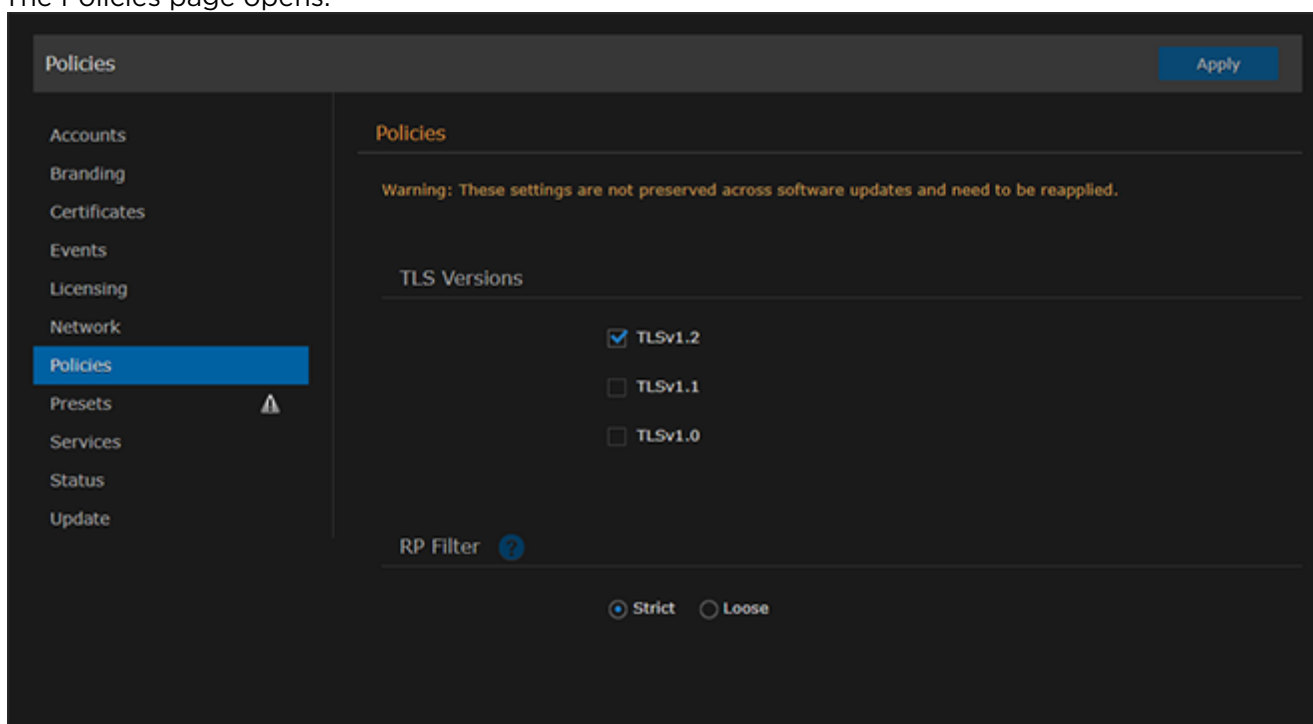 The Policies page opens.
Policies
Apply
Accounts
Branding
Certificates
Events
Licensing
Network
Policies
Presets
Services
Status
Update
Policies
Warning: These settings are not preserved across software updates and need to be reapplied.
TLS Versions
TLSv1.2
TLSv1.1
TLSv1.0
RP Filter ?
Strict Loose